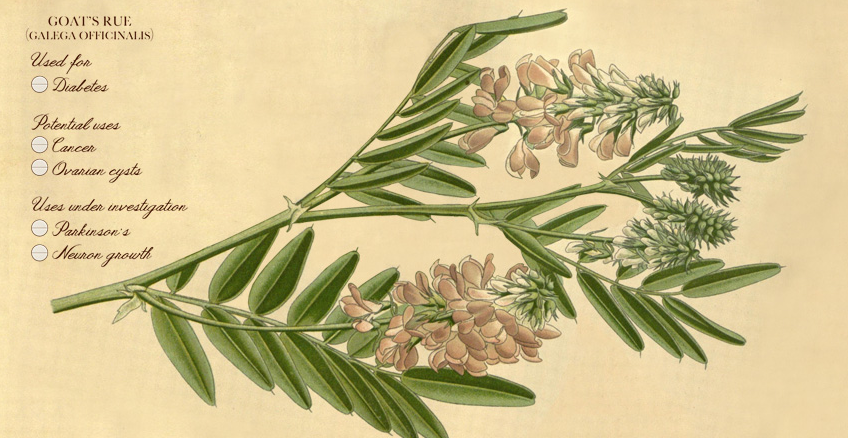 GOAT'S RUE
(GALEGA OFFICINALIS)
Used for
Diabetes
Potential uses
Cancer
Ovarian cysts
Uses under investigation
Parkinson's
Neuron growth